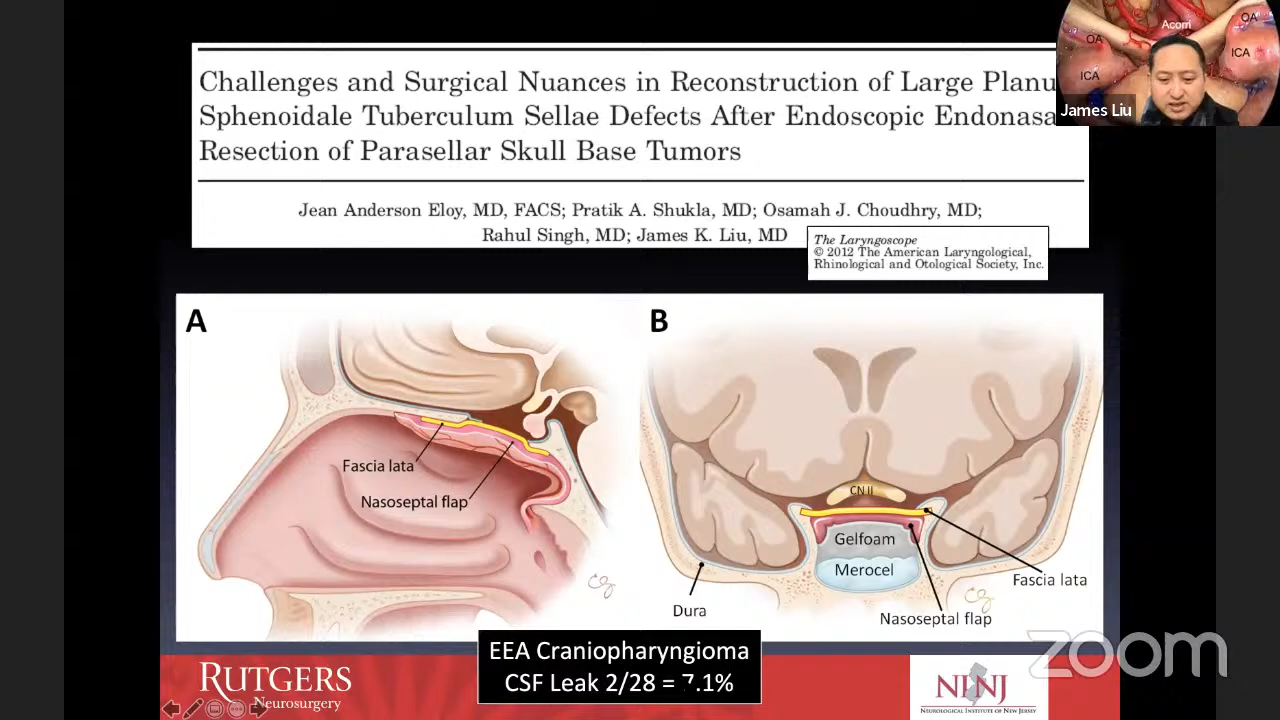 Acom
OA
OA
ICA
ICA
James Liu
Challenges and Surgical Nuances in Reconstruction of Large Planu
Sphenoidale Tuberculum Sellae Defects After Endoscopic Endonasa
Resection of Parasellar Skull Base Tumors
Jean Anderson Eloy, MD, FACS; Pratik A. Shukla, MD; Osamah J. Choudhry, MD;
Rahul Singh, MD; James K. Liu, MD
The Laryngoscope
© 2012 The American Laryngological,
Rhinological and Otological Society, Inc.
A
Fascia lata
Nasoseptal flap
B
CN II
Gelfoam
Merocel
Fascia lata
Dura
Nasoseptal flap
EEA Craniopharyngioma
CSF Leak 2/28 = 7.1%
RUTGERS
Neurosurgery
NINJ
NEUROLOGICAL INSTITUTE OF NEW JERSEY
zoom